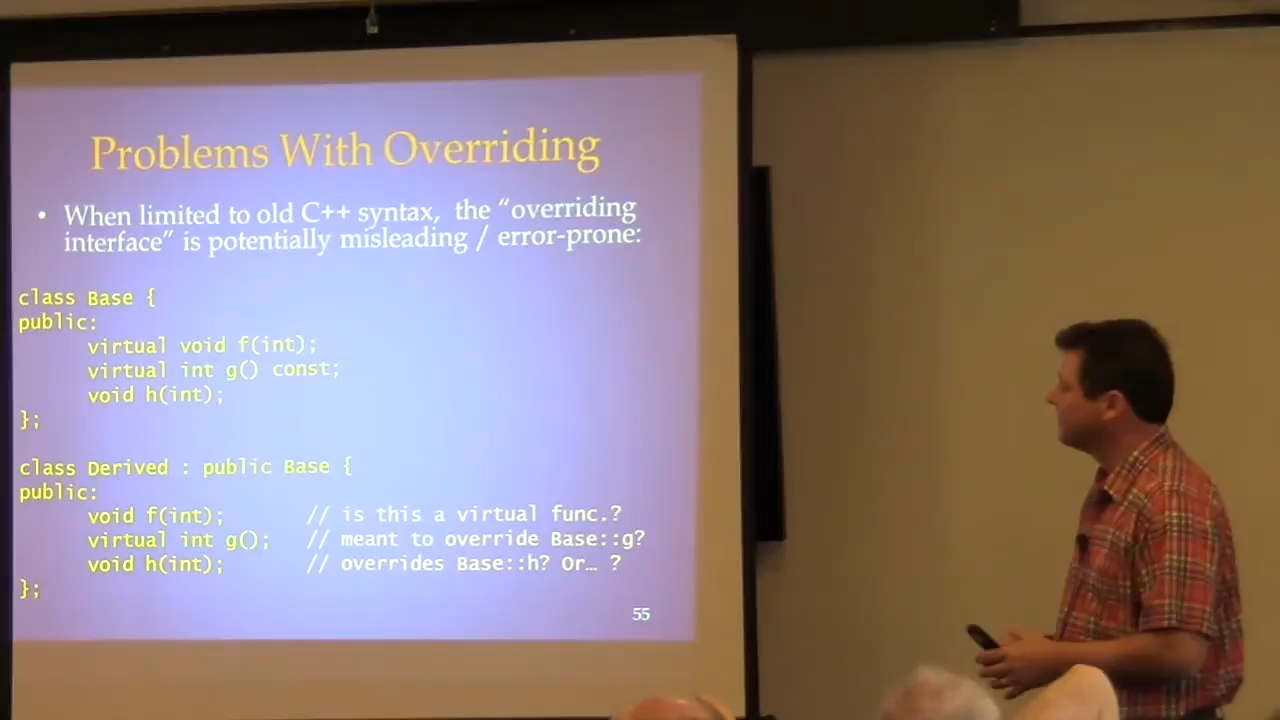 Problems With Overriding
• When limited to old C++ syntax, the “overriding
interface” is potentially misleading / error-prone:
class Base {
public:
virtual void f(int);
virtual int g() const;
void h(int);
};
class Derived : public Base {
public:
void f(int); // is this a virtual func.?
virtual int g(); // meant to override Base::g?
void h(int); // overrides Base::h? Or… ?
};
55